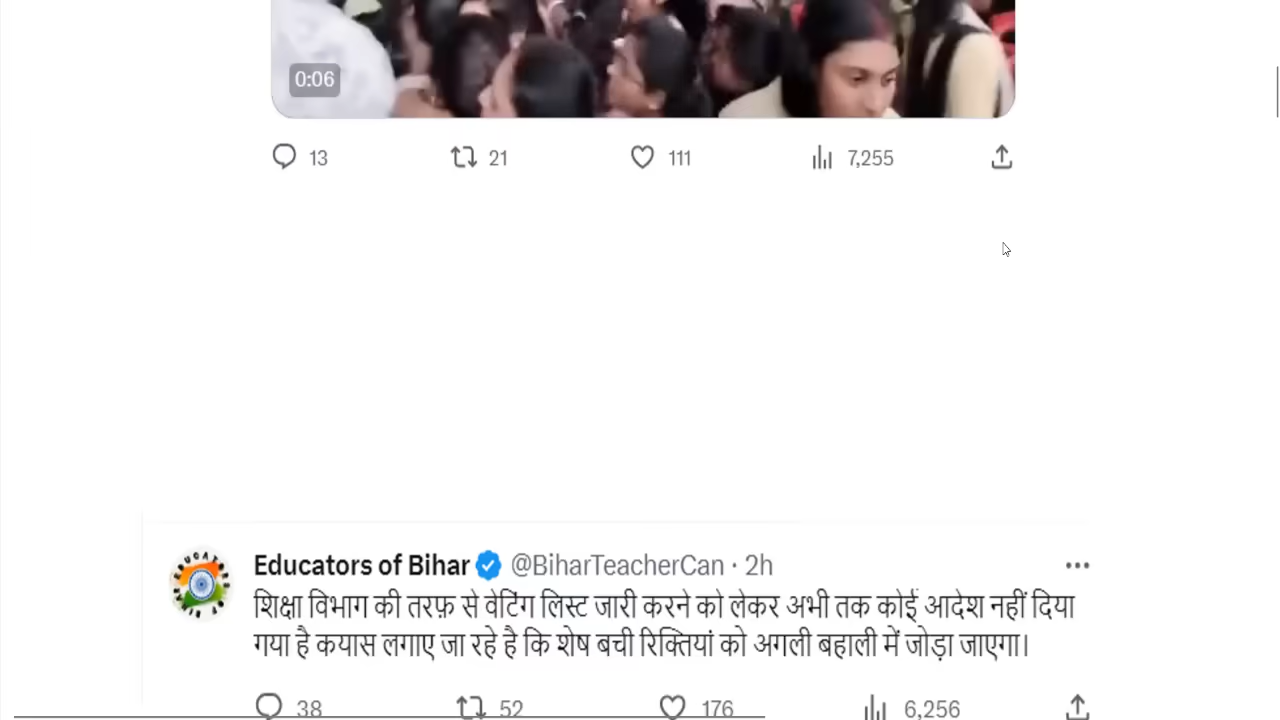 0:06
13 21 111 7,255
Educators of Bihar @BiharTeacherCan · 2h
शिक्षा विभाग की तरफ़ से वेटिंग लिस्ट जारी करने को लेकर अभी तक कोई आदेश नहीं दिया
गया है कयास लगाए जा रहे है कि शेष बची रिक्तियां को अगली बहाली में जोड़ा जाएगा।
38 52 176 6,256